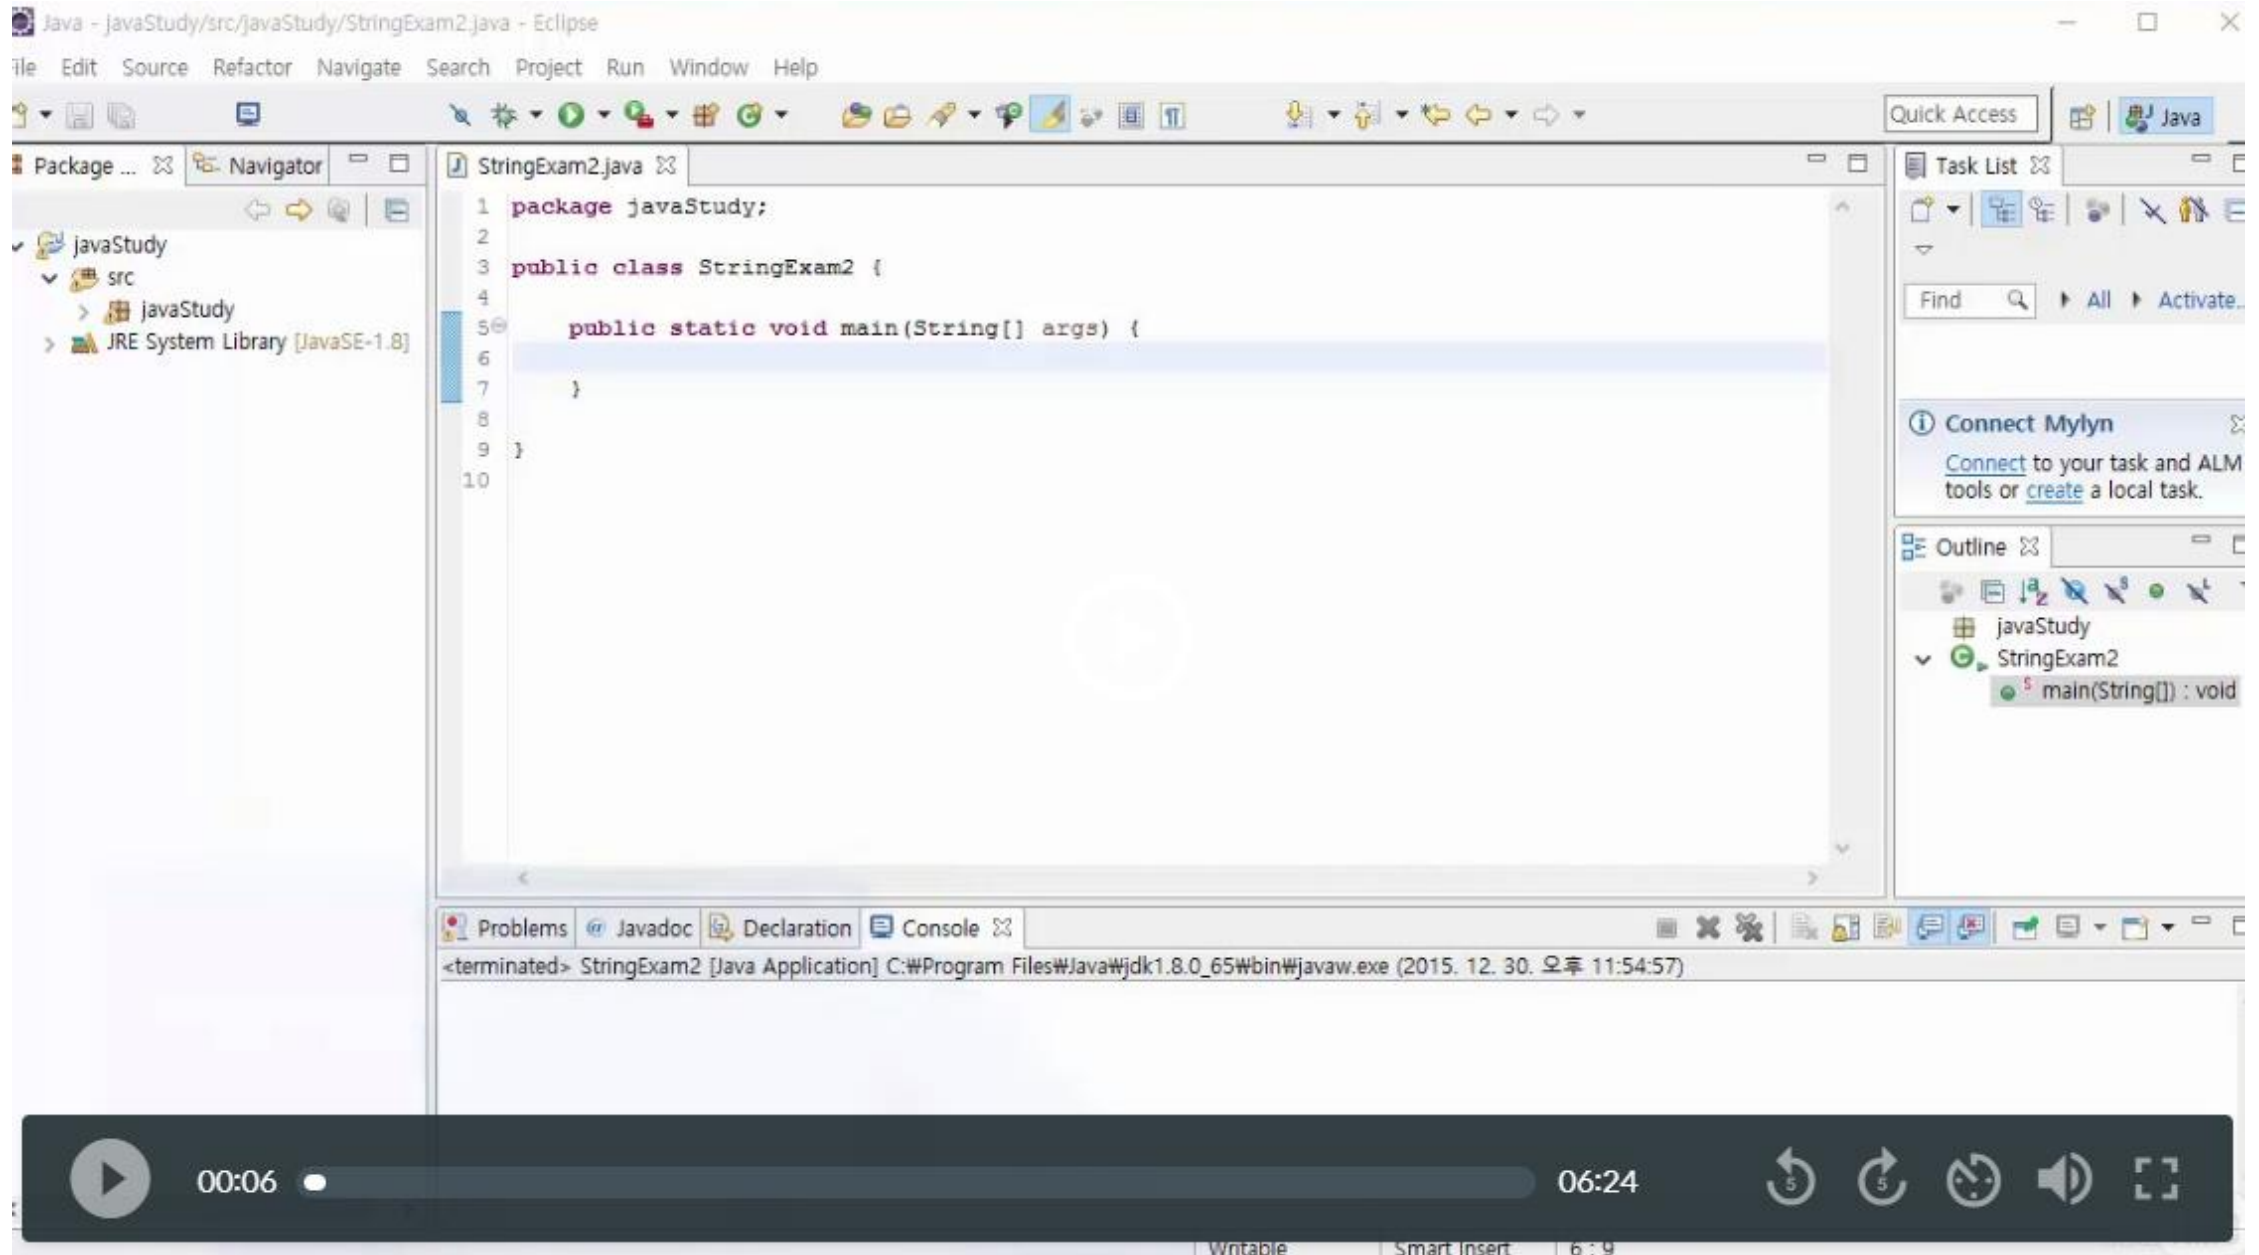 Java - javaStudy/src/javaStudy/StringExam2.java - Eclipse
ile Edit Source Refactor Navigate Search Project Run Window Help
Quick Access Java
Package ... Navigator
javaStudy
src
javaStudy
JRE System Library [JavaSE-1.8]
StringExam2.java
1 package javaStudy;
2
3 public class StringExam2 {
4
5 public static void main(String[] args) {
6
7 }
8
9 }
10
Task List
Find All Activate..
Connect Mylyn
Connect to your task and ALM
tools or create a local task.
Outline
javaStudy
StringExam2
main(String[]) : void
Problems Javadoc Declaration Console
<terminated> StringExam2 [Java Application] C:₩Program Files₩Java₩jdk1.8.0_65₩bin₩javaw.exe (2015. 12. 30. 오후 11:54:57)
00:06 06:24 5 5
Writable Smart Insert 6 : 9